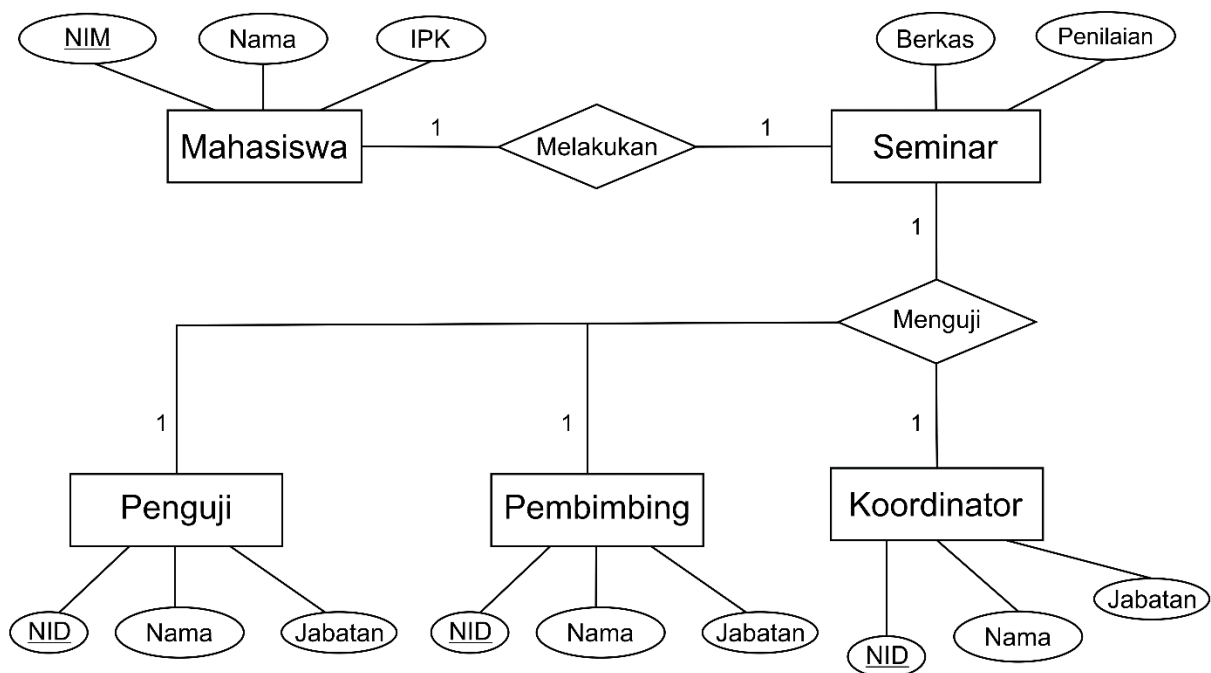 NIM
Nama
IPK
Berkas
Penilaian
Mahasiswa
1
Melakukan
1
Seminar
1
Menguji
1
1
1
Penguji
Pembimbing
Koordinator
NID
Nama
Jabatan
NID
Nama
Jabatan
NID
Nama
Jabatan